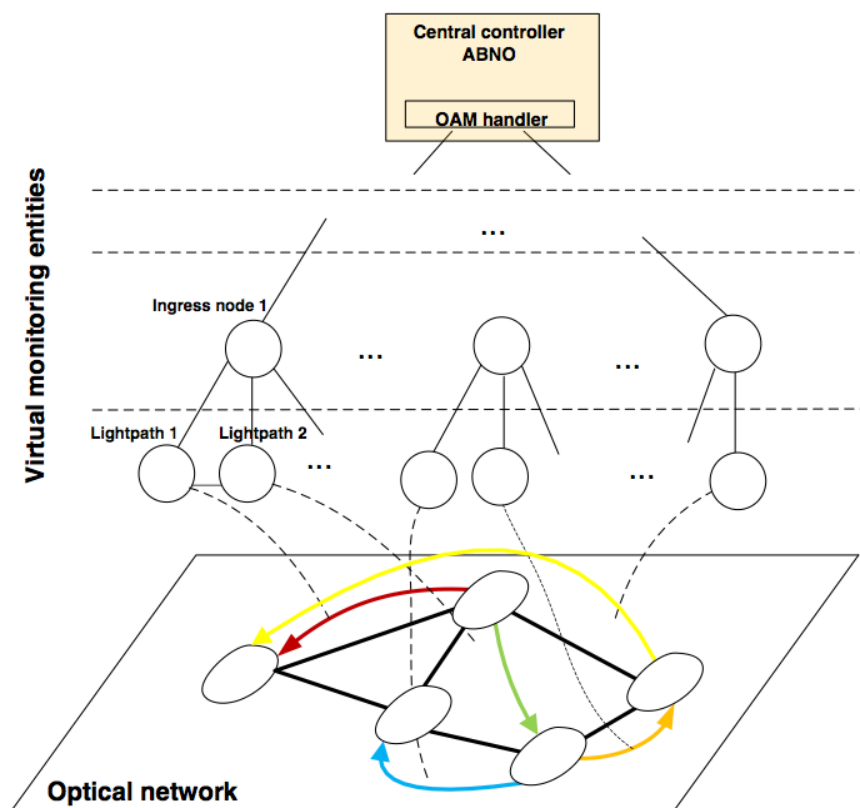 Central controller
ABNO
OAM handler
Virtual monitoring entities
...
Ingress node 1
...
...
Lightpath 1
Lightpath 2
...
...
Optical network